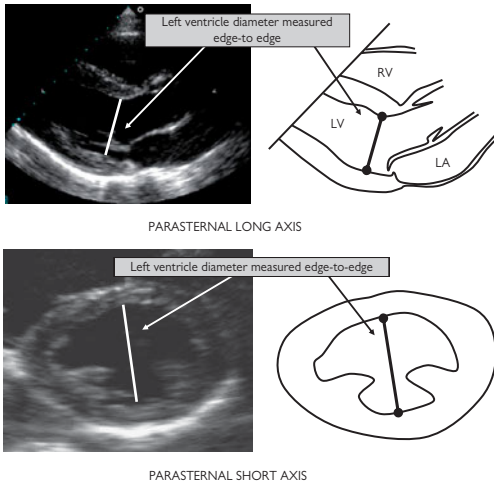 Left ventricle diameter measured
edge-to edge
RV
LV
LA
PARASTERNAL LONG AXIS
Left ventricle diameter measured edge-to-edge
PARASTERNAL SHORT AXIS